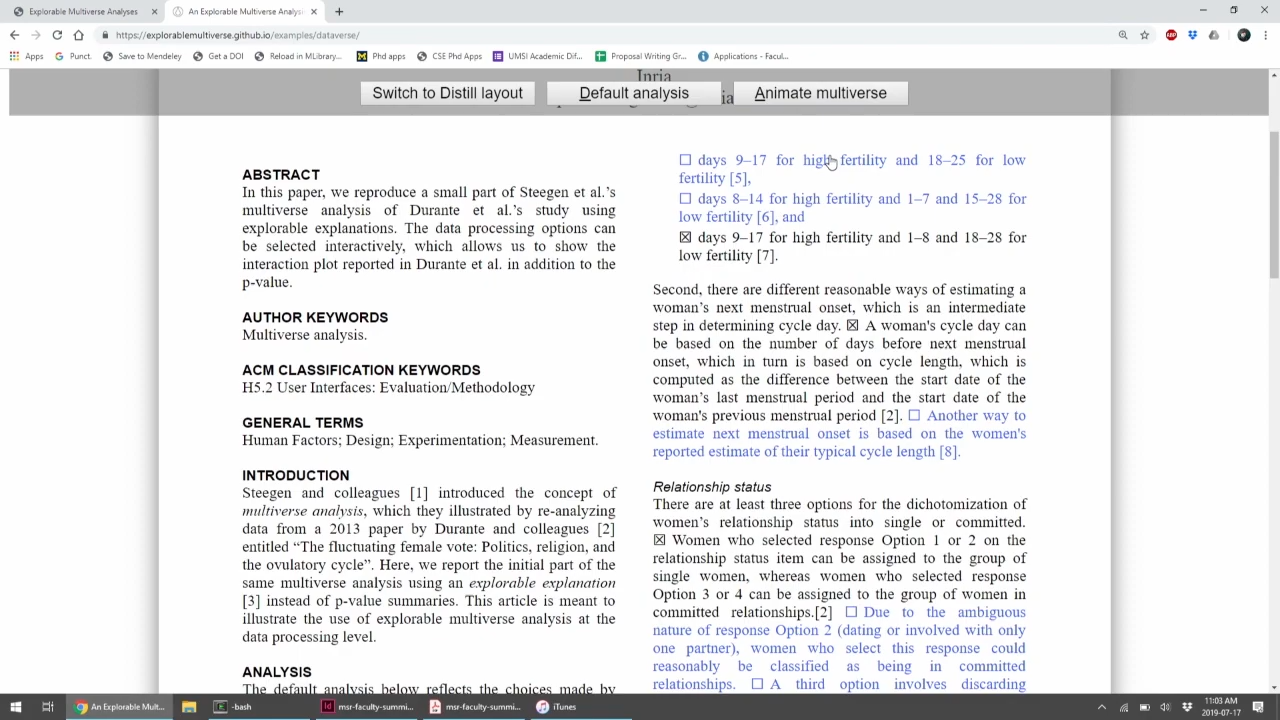 Explorable Multiverse Analyses
An Explorable Multiverse Analysi
https://explorablemultiverse.github.io/examples/dataverse/
Apps
Punct.
Save to Mendeley
Get a DOI
Reload in MLibrary...
Phd apps
CSE Phd Apps
UMSI Academic Dif...
Proposal Writing Gr...
Applications - Facul...
Inria
Switch to Distill layout
Default analysis
Animate multiverse
ABSTRACT
In this paper, we reproduce a small part of Steegen et al.'s
multiverse analysis of Durante et al.'s study using
explorable explanations. The data processing options can
be selected interactively, which allows us to show the
interaction plot reported in Durante et al. in addition to the
p-value.
AUTHOR KEYWORDS
Multiverse analysis.
ACM CLASSIFICATION KEYWORDS
H5.2 User Interfaces: Evaluation/Methodology
GENERAL TERMS
Human Factors; Design; Experimentation; Measurement.
INTRODUCTION
Steegen and colleagues [1] introduced the concept of
multiverse analysis, which they illustrated by re-analyzing
data from a 2013 paper by Durante and colleagues [2]
entitled “The fluctuating female vote: Politics, religion, and
the ovulatory cycle”. Here, we report the initial part of the
same multiverse analysis using an explorable explanation
[3] instead of p-value summaries. This article is meant to
illustrate the use of explorable multiverse analysis at the
data processing level.
ANALYSIS
The default analysis below reflects the choices made by
☐ days 9–17 for high fertility and 18–25 for low
fertility [5],
☐ days 8–14 for high fertility and 1–7 and 15–28 for
low fertility [6], and
☒ days 9–17 for high fertility and 1–8 and 18–28 for
low fertility [7].
Second, there are different reasonable ways of estimating a
woman’s next menstrual onset, which is an intermediate
step in determining cycle day. ☒ A woman's cycle day can
be based on the number of days before next menstrual
onset, which in turn is based on cycle length, which is
computed as the difference between the start date of the
woman’s last menstrual period and the start date of the
woman's previous menstrual period [2]. ☐ Another way to
estimate next menstrual onset is based on the women's
reported estimate of their typical cycle length [8].
Relationship status
There are at least three options for the dichotomization of
women’s relationship status into single or committed.
☒ Women who selected response Option 1 or 2 on the
relationship status item can be assigned to the group of
single women, whereas women who selected response
Option 3 or 4 can be assigned to the group of women in
committed relationships.[2] ☐ Due to the ambiguous
nature of response Option 2 (dating or involved with only
one partner), women who select this response could
reasonably be classified as being in committed
relationships. ☐ A third option involves discarding
An Explorable Mult...
-bash
msr-faculty-summi...
msr-faculty-summi...
iTunes
11:03 AM
2019-07-17